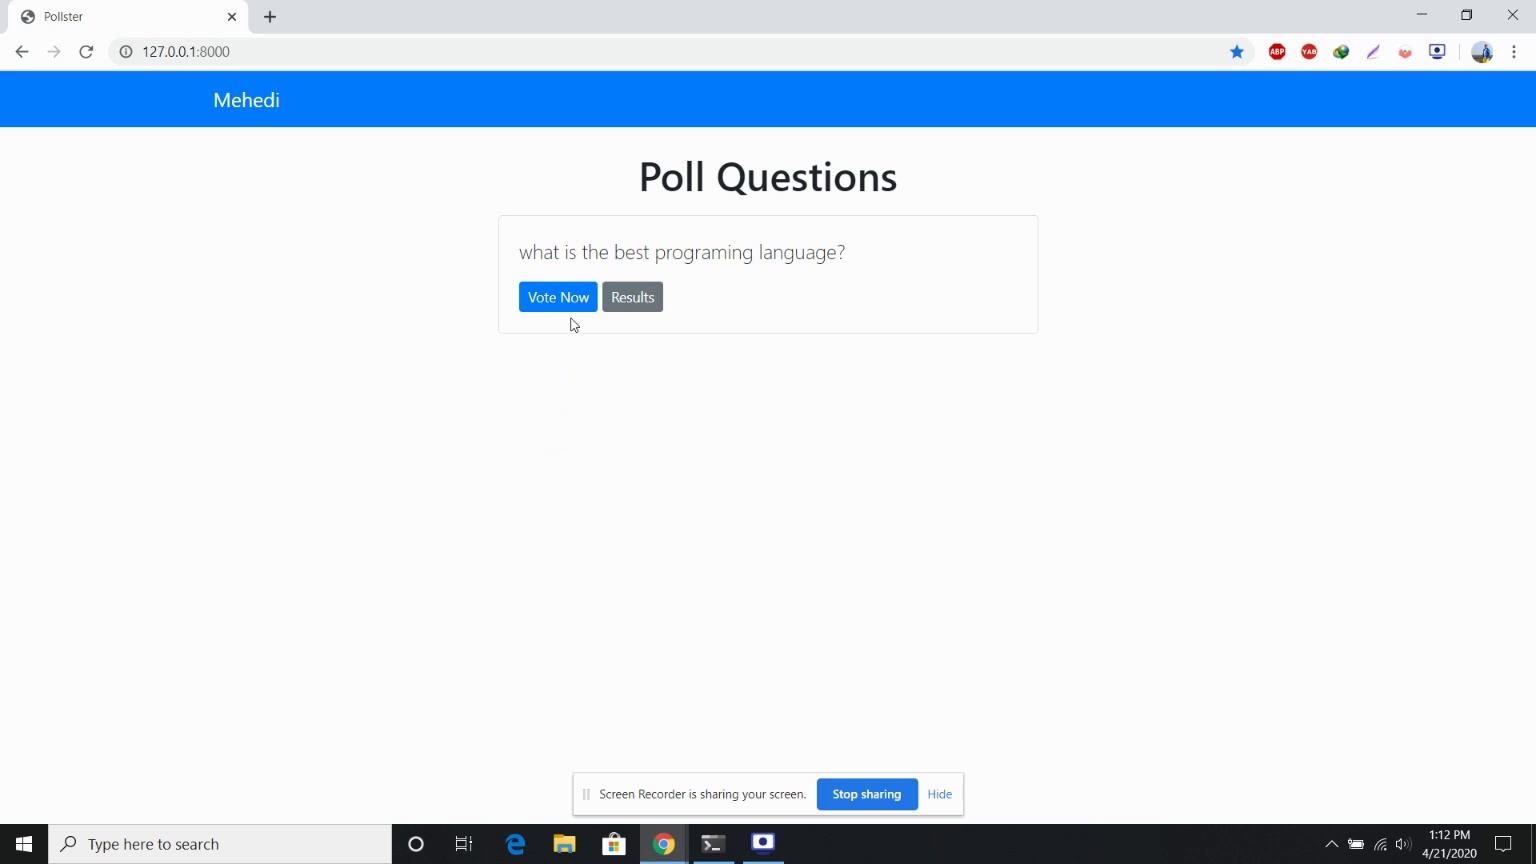 Pollster
127.0.0.1:8000
ABP
YAB
Mehedi
Poll Questions
what is the best programing language?
Vote Now
Results
Screen Recorder is sharing your screen.
Stop sharing
Hide
Type here to search
1:12 PM
4/21/2020